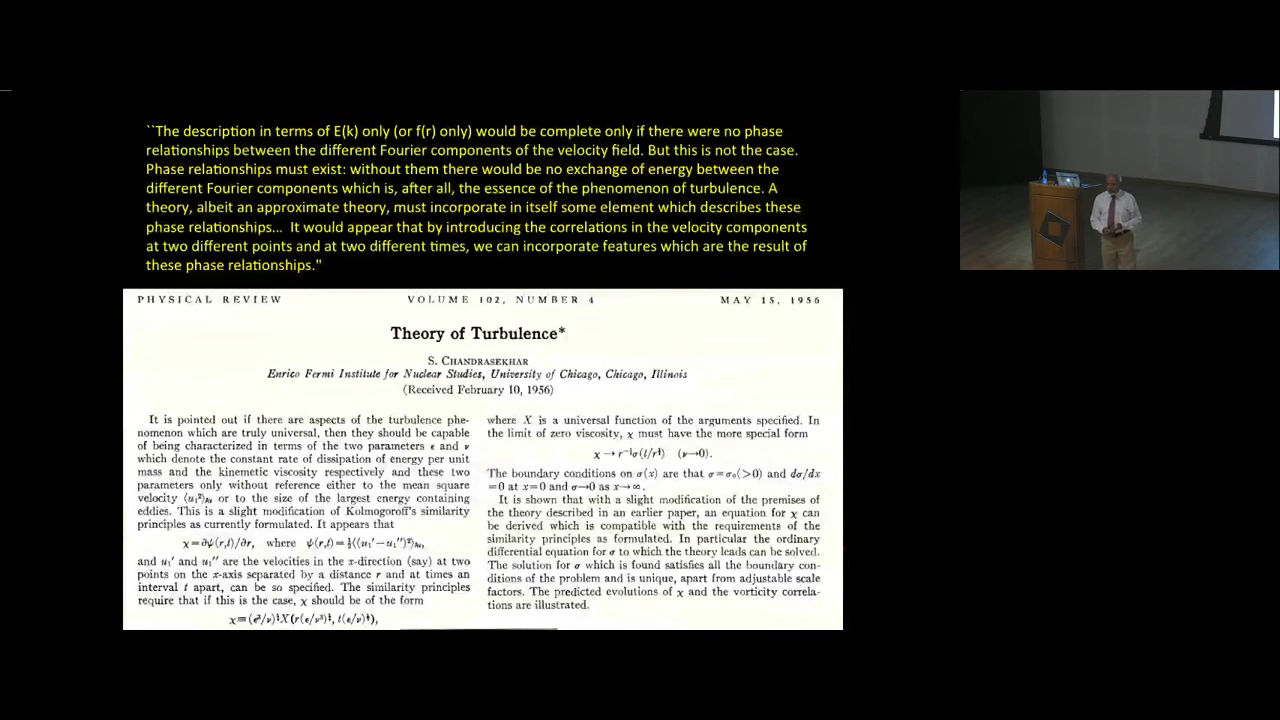 ``The description in terms of E(k) only (or f(r) only) would be complete only if there were no phase
relationships between the different Fourier components of the velocity field. But this is not the case.
Phase relationships must exist: without them there would be no exchange of energy between the
different Fourier components which is, after all, the essence of the phenomenon of turbulence. A
theory, albeit an approximate theory, must incorporate in itself some element which describes these
phase relationships... It would appear that by introducing the correlations in the velocity components
at two different points and at two different times, we can incorporate features which are the result of
these phase relationships."
PHYSICAL REVIEW VOLUME 102, NUMBER 4 MAY 15, 1956
Theory of Turbulence*
S. CHANDRASEKHAR
Enrico Fermi Institute for Nuclear Studies, University of Chicago, Chicago, Illinois
(Received February 10, 1956)
It is pointed out if there are aspects of the turbulence phe-
nomenon which are truly universal, then they should be capable
of being characterized in terms of the two parameters ε and ν
which denote the constant rate of dissipation of energy per unit
mass and the kinematic viscosity respectively and these two
parameters only without reference either to the mean square
velocity ⟨u₁²⟩Av or to the size of the largest energy containing
eddies. This is a slight modification of Kolmogoroff's similarity
principles as currently formulated. It appears that
χ=∂ψ(r,t)/∂r, where ψ(r,t)=½⟨(u₁′−u₁″)²⟩Av,
and u₁′ and u₁″ are the velocities in the x-direction (say) at two
points on the x-axis separated by a distance r and at times an
interval t apart, can be so specified. The similarity principles
require that if this is the case, χ should be of the form
where X is a universal function of the arguments specified. In
the limit of zero viscosity, χ must have the more special form
The boundary conditions on σ(x) are that σ=σ₀(>0) and dσ/dx
=0 at x=0 and σ→0 as x→∞.
It is shown that with a slight modification of the premises of
the theory described in an earlier paper, an equation for χ can
be derived which is compatible with the requirements of the
similarity principles as formulated. In particular the ordinary
differential equation for σ to which the theory leads can be solved.
The solution for σ which is found satisfies all the boundary con-
ditions of the problem and is unique, apart from adjustable scale
factors. The predicted evolutions of χ and the vorticity correla-
tions are illustrated.